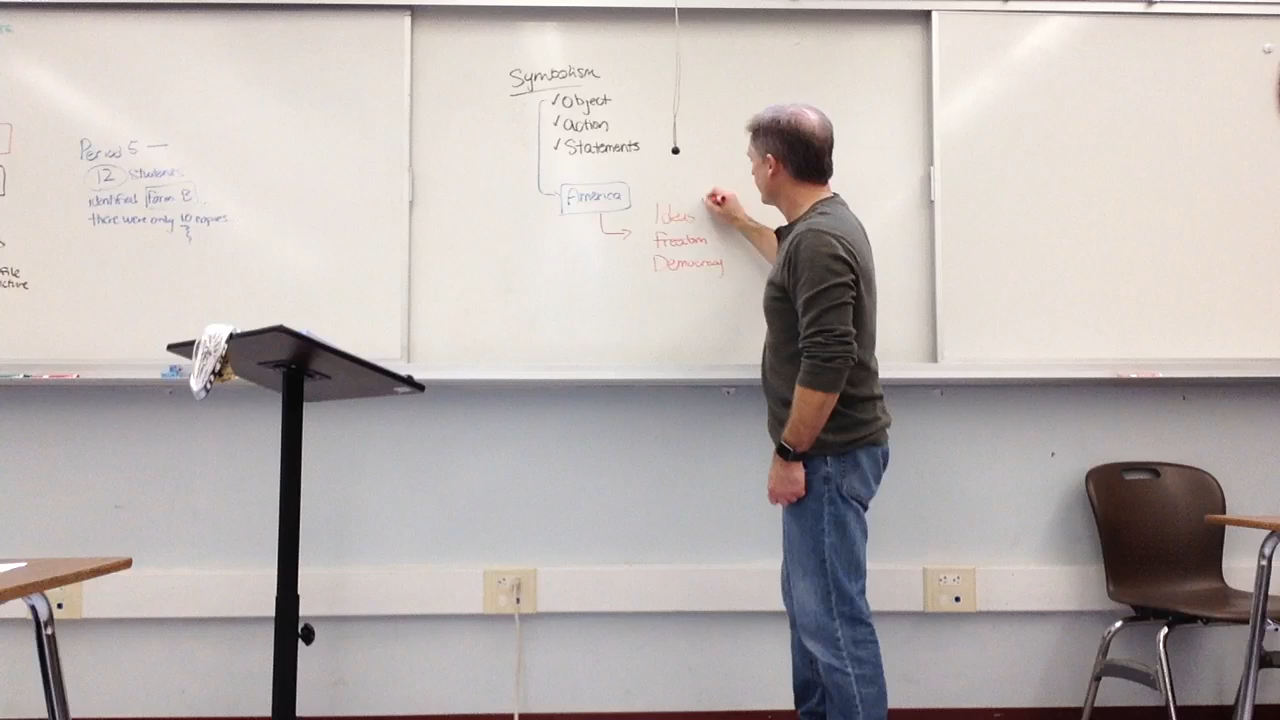 Period 5 —
12 Students
identified Form B
there were only 10 copies...
?
Symbolism
✓ Object
✓ Action
✓ Statements
America
Ideas
Freedom
Democracy